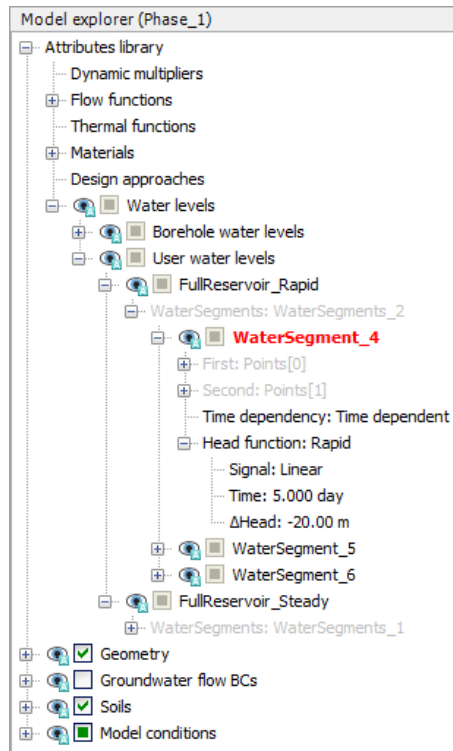 Model explorer (Phase_1)
Attributes library
Dynamic multipliers
Flow functions
Thermal functions
Materials
Design approaches
Water levels
Borehole water levels
User water levels
FullReservoir_Rapid
WaterSegments: WaterSegments_2
WaterSegment_4
First: Points[0]
Second: Points[1]
Time dependency: Time dependent
Head function: Rapid
Signal: Linear
Time: 5.000 day
ΔHead: -20.00 m
WaterSegment_5
WaterSegment_6
FullReservoir_Steady
WaterSegments: WaterSegments_1
Geometry
Groundwater flow BCs
Soils
Model conditions